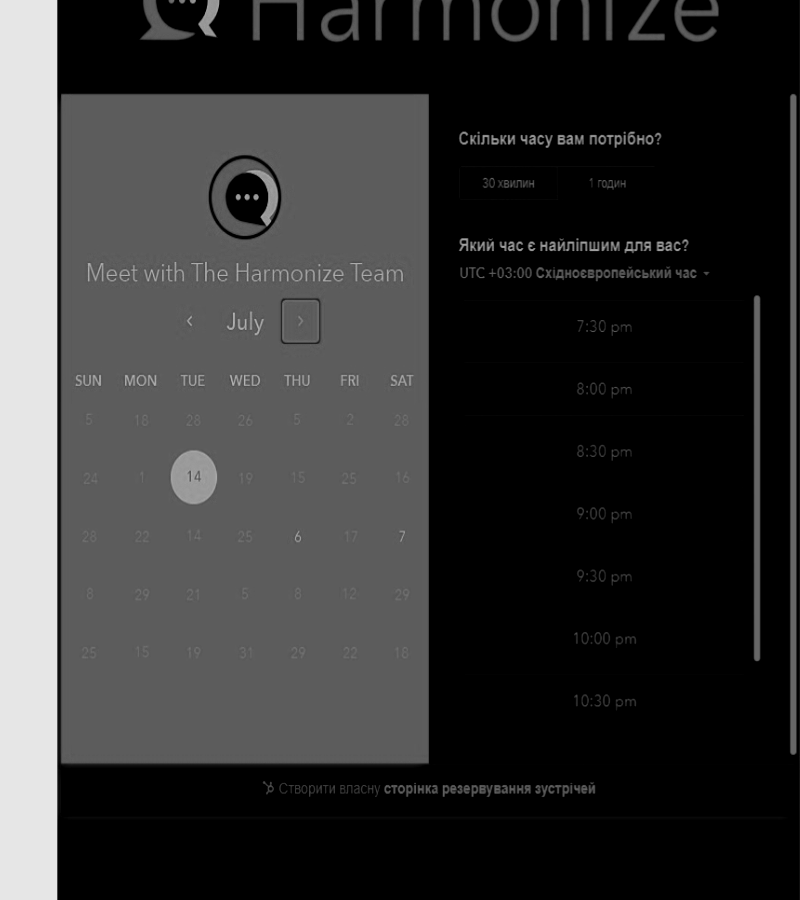 Harmonize
Meet with The Harmonize Team
July
SUN MON TUE WED THU FRI SAT
5 18 28 26 5 2 28
24 1 14 19 15 25 16
28 22 14 25 6 17 7
8 29 21 5 8 12 29
25 15 19 31 29 22 18
Скільки часу вам потрібно?
30 хвилин 1 годин
Який час є найліпшим для вас?
UTC +03:00 Східноєвропейський час
7:30 pm
8:00 pm
8:30 pm
9:00 pm
9:30 pm
10:00 pm
10:30 pm
Створити власну сторінка резервування зустрічей